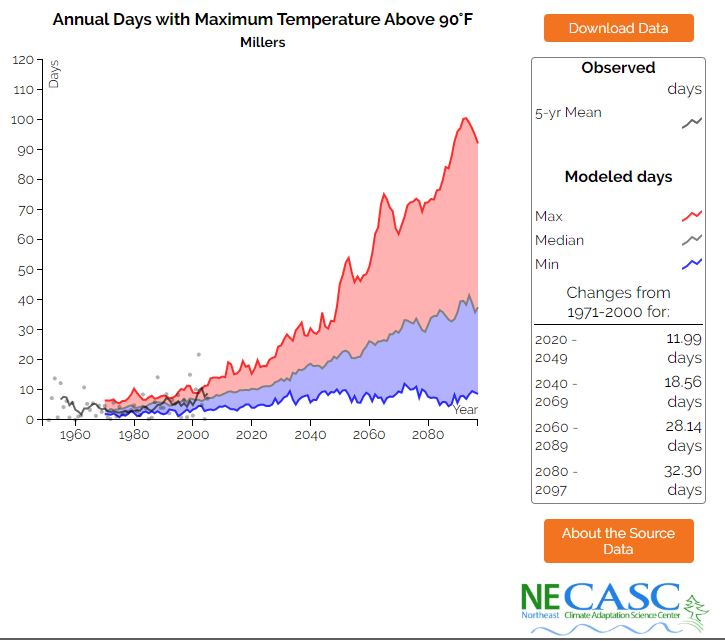 Annual Days with Maximum Temperature Above 90°F
Millers
Days
120
110
100
90
80
70
60
50
40
30
20
10
0
1960
1980
2000
2020
2040
2060
2080
Year
Download Data
Observed
days
5-yr Mean
Modeled days
Max
Median
Min
Changes from
1971-2000 for:
2020 - 11.99
2049 days
2040 - 18.56
2069 days
2060 - 28.14
2089 days
2080 - 32.30
2097 days
About the Source
Data
NECASC
Northeast Climate Adaptation Science Center